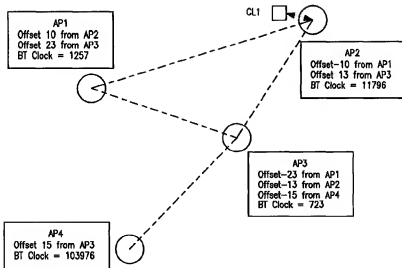 CL1
AP1
Offset 10 from AP2
Offset 23 from AP3
BT Clock = 1257
AP2
Offset-10 from AP1
Offset 13 from AP3
BT Clock = 11796
AP3
Offset-23 from AP1
Offset-13 from AP2
Offset-15 from AP4
BT Clock = 723
AP4
Offset 15 from AP3
BT Clock = 103976